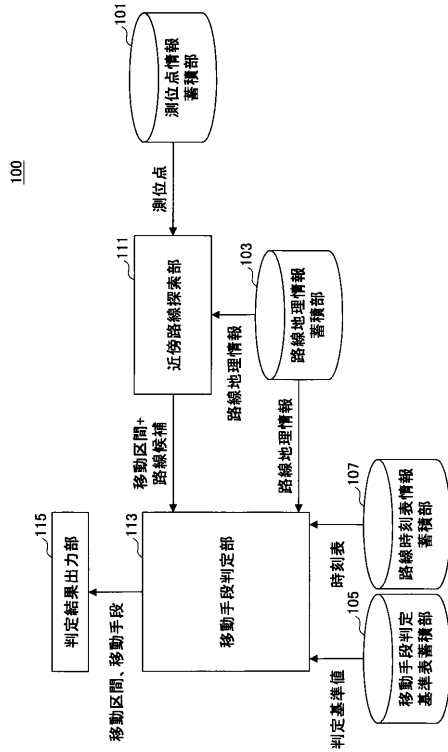 100
101
測位点情報
蓄積部
測位点
111
近傍路線探索部
103
路線地理情報
蓄積部
路線地理情報
移動区間+
路線候補
路線地理情報
113
移動手段判定部
115
判定結果出力部
移動区間、移動手段
107
路線時刻表情報
蓄積部
時刻表
105
移動手段判定
基準表蓄積部
判定基準値